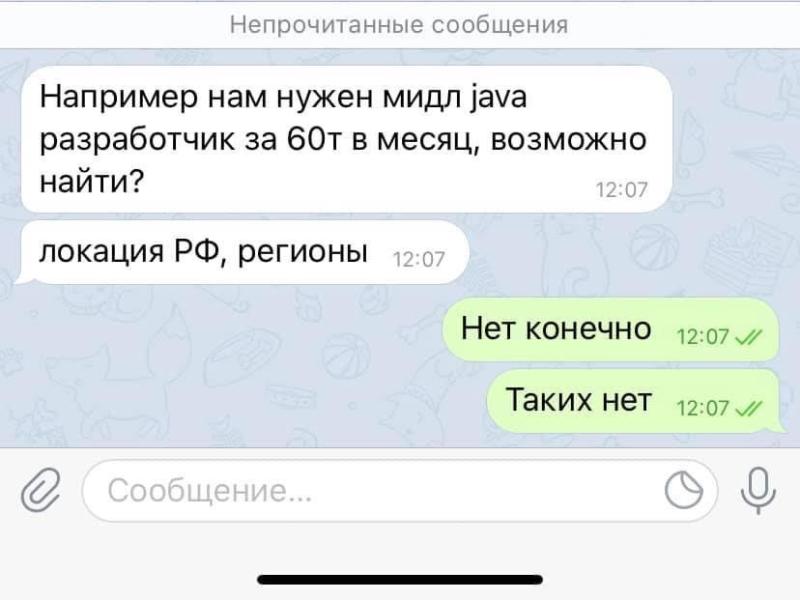 Непрочитанные сообщения
Например нам нужен мидл java
разработчик за 60т в месяц, возможно
найти?
12:07
локация РФ, регионы 12:07
Нет конечно 12:07
Таких нет 12:07
Сообщение...